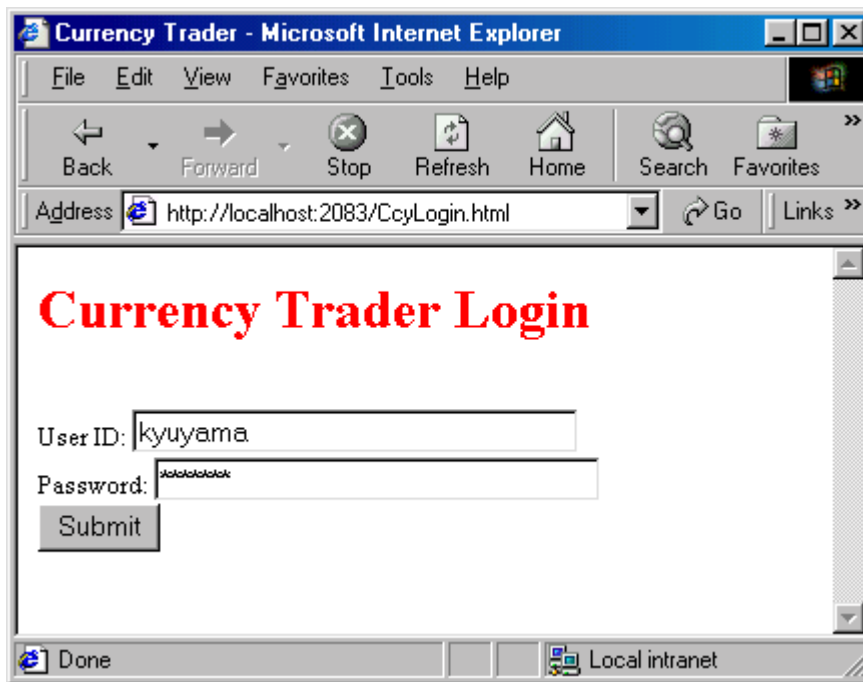 Currency Trader - Microsoft Internet Explorer
File Edit View Favorites Tools Help
Back Forward Stop Refresh Home Search Favorites »
Address http://localhost:2083/CcyLogin.html Go Links »
Currency Trader Login
User ID: kyuyama
Password: ********
Submit
Done Local intranet